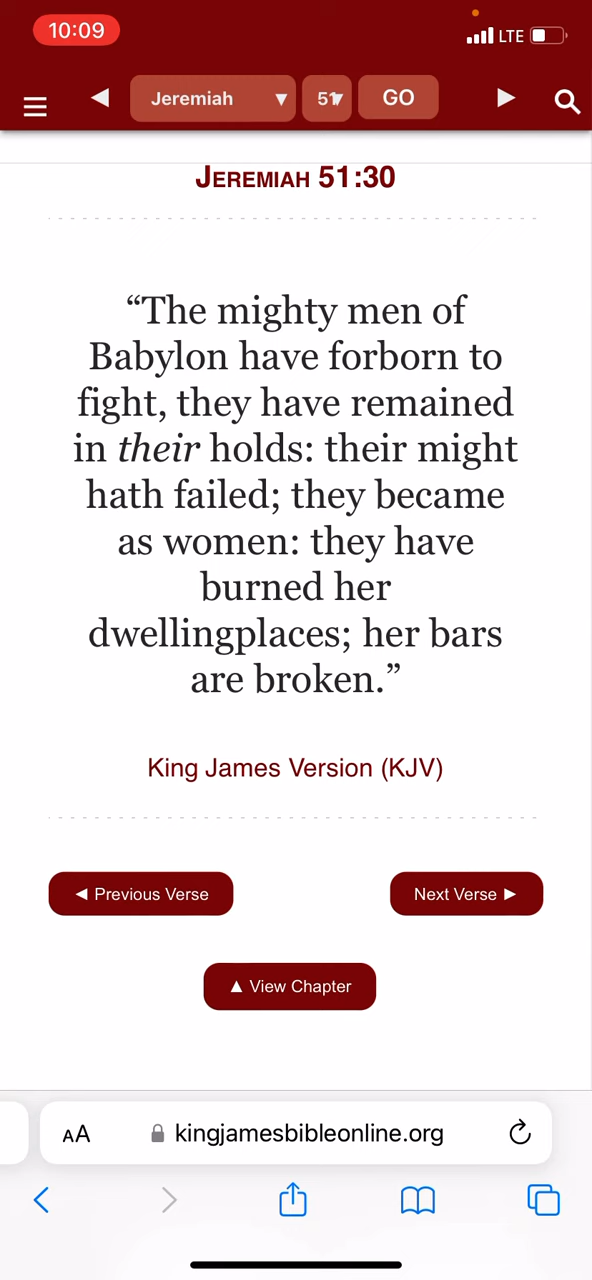 10:09
LTE
Jeremiah ▼ 51▼ GO
JEREMIAH 51:30
“The mighty men of
Babylon have forborn to
fight, they have remained
in their holds: their might
hath failed; they became
as women: they have
burned her
dwellingplaces; her bars
are broken.”
King James Version (KJV)
◄ Previous Verse
Next Verse ►
▲ View Chapter
AA kingjamesbibleonline.org